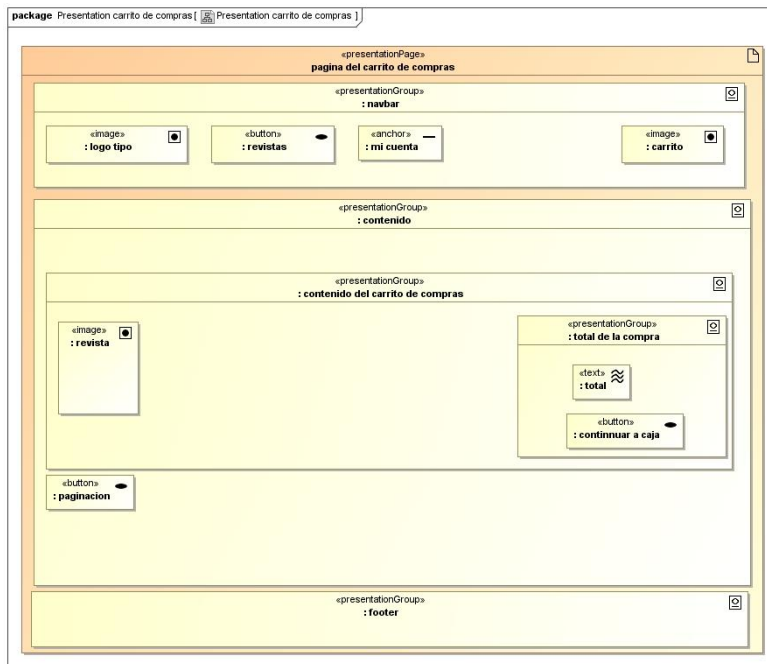 package Presentation carrito de compras [ Presentation carrito de compras ]
«presentationPage»
pagina del carrito de compras
«presentationGroup»
: navbar
«image»
: logo tipo
«button»
: revistas
«anchor»
: mi cuenta
«image»
: carrito
«presentationGroup»
: contenido
«presentationGroup»
: contenido del carrito de compras
«image»
: revista
«presentationGroup»
: total de la compra
«text»
: total
«button»
: continnuar a caja
«button»
: paginacion
«presentationGroup»
: footer